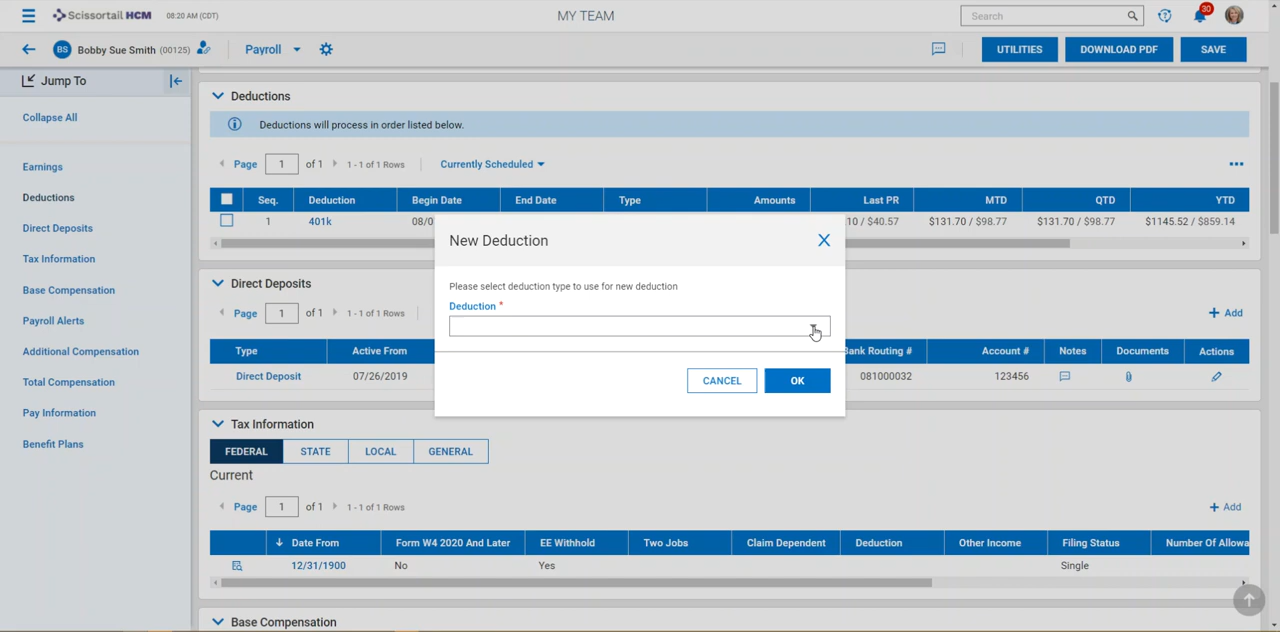 Scissortail HCM 08:20 AM (CDT) MY TEAM Search 30
BS Bobby Sue Smith (00125) Payroll UTILITIES DOWNLOAD PDF SAVE
Jump To
Collapse All
Earnings
Deductions
Direct Deposits
Tax Information
Base Compensation
Payroll Alerts
Additional Compensation
Total Compensation
Pay Information
Benefit Plans
Deductions
Deductions will process in order listed below.
Page 1 of 1 1 - 1 of 1 Rows Currently Scheduled
Seq. Deduction Begin Date End Date Type Amounts Last PR MTD QTD YTD
1 401k 08/0 10 / $40.57 $131.70 / $98.77 $131.70 / $98.77 $1145.52 / $859.14
New Deduction
Please select deduction type to use for new deduction
Deduction *
CANCEL OK
Direct Deposits
Page 1 of 1 1 - 1 of 1 Rows + Add
Type Active From Bank Routing # Account # Notes Documents Actions
Direct Deposit 07/26/2019 081000032 123456
Tax Information
FEDERAL STATE LOCAL GENERAL
Current
Page 1 of 1 1 - 1 of 1 Rows + Add
Date From Form W4 2020 And Later EE Withhold Two Jobs Claim Dependent Deduction Other Income Filing Status Number Of Allowa
12/31/1900 No Yes Single
Base Compensation